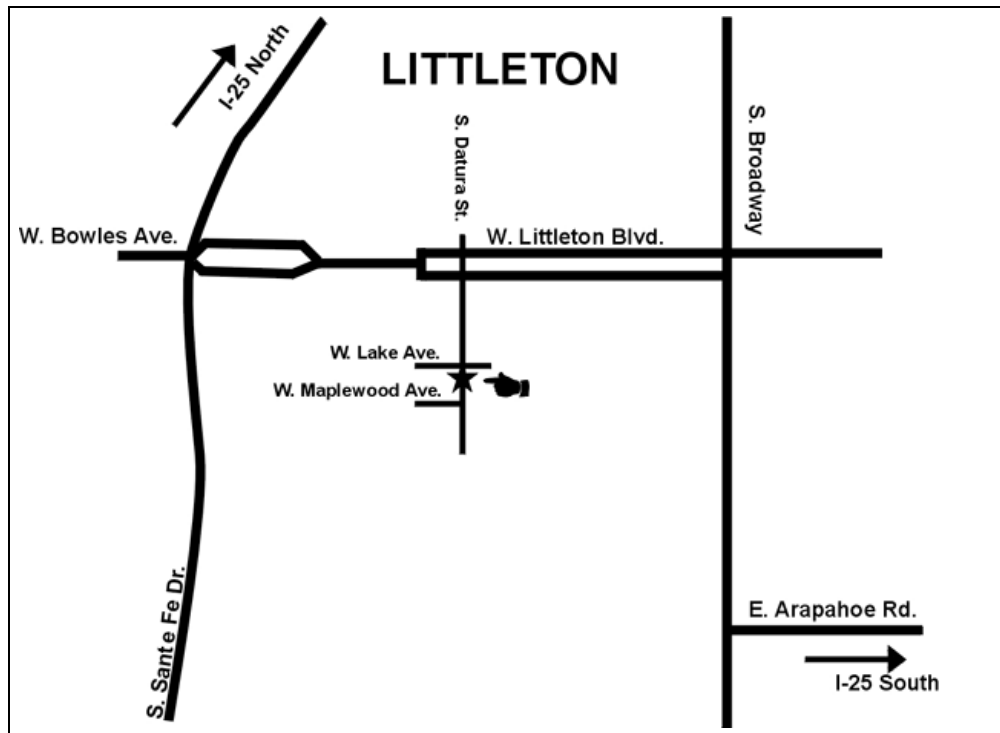 LITTLETON
I-25 North
S. Datura St.
S. Broadway
W. Bowles Ave.
W. Littleton Blvd.
W. Lake Ave.
W. Maplewood Ave.
S. Sante Fe Dr.
E. Arapahoe Rd.
I-25 South